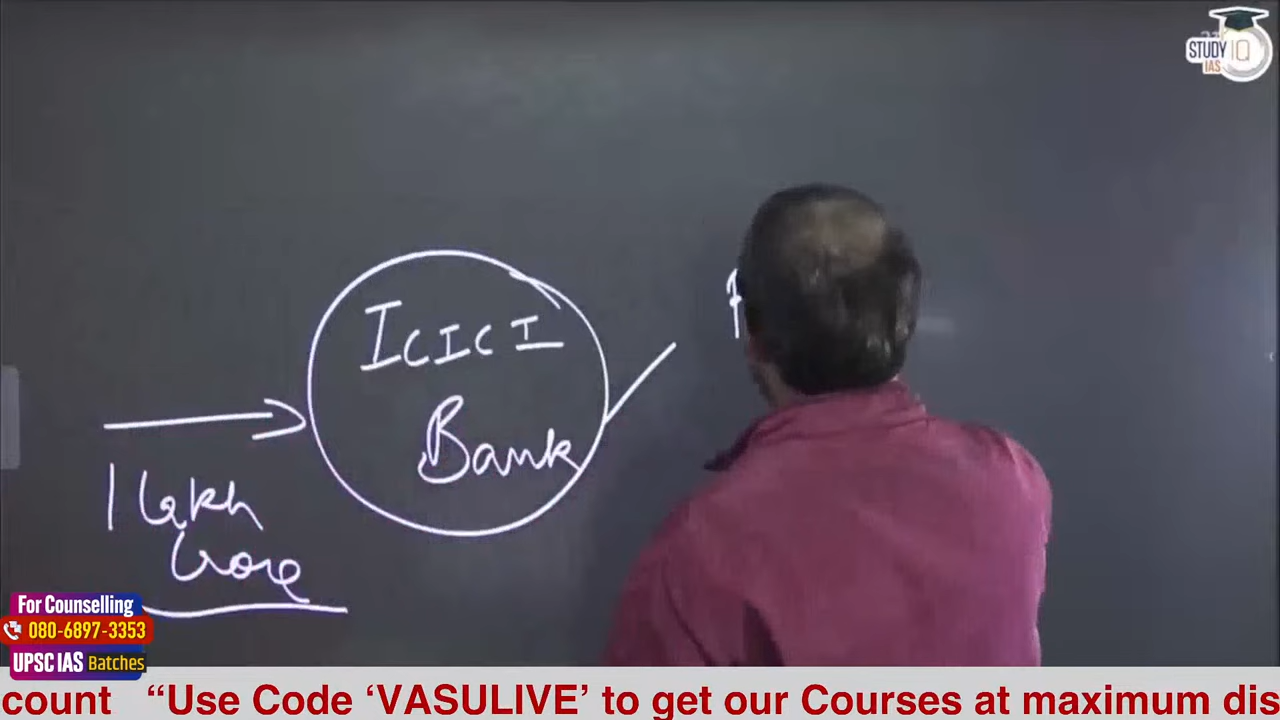 STUDY IQ
IAS
ICICI
Bank
1 Lakh
Crore
For Counselling
080-6897-3353
UPSC IAS Batches
count “Use Code ‘VASULIVE’ to get our Courses at maximum dis